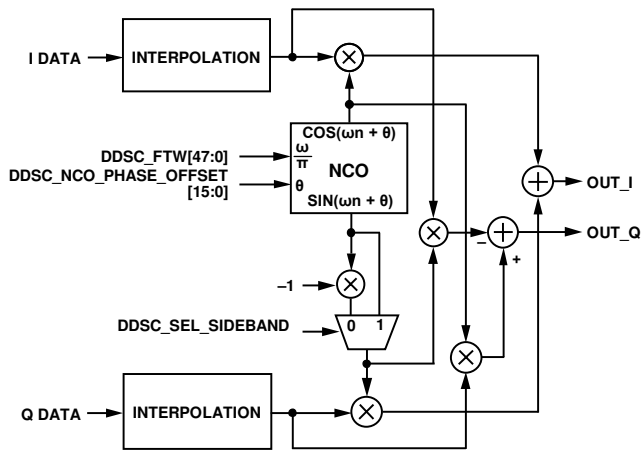 I DATA
INTERPOLATION
×
COS(ωn + θ)
ω
π
NCO
θ
SIN(ωn + θ)
DDSC_FTW[47:0]
DDSC_NCO_PHASE_OFFSET
[15:0]
+
OUT_I
×
–
+
OUT_Q
+
–1
×
DDSC_SEL_SIDEBAND
0 1
×
Q DATA
INTERPOLATION
×